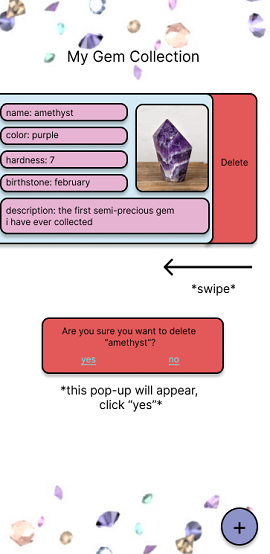 My Gem Collection
name: amethyst
color: purple
hardness: 7
birthstone: february
description: the first semi-precious gem
i have ever collected
Delete
*swipe*
Are you sure you want to delete
"amethyst"?
yes
no
*this pop-up will appear,
click "yes"*
+